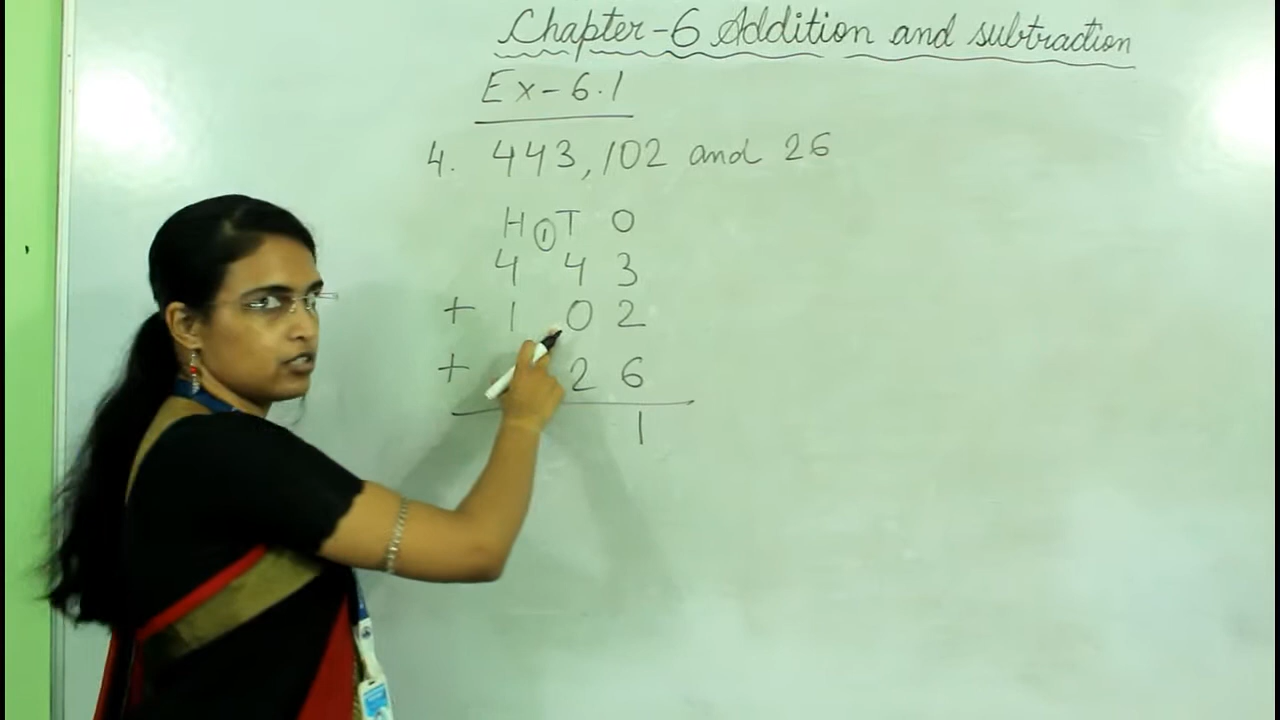 Chapter-6 Addition and subtraction
Ex-6.1
4. 443,102 and 26
H ① T O
4 4 3
+ 1 0 2
+ 2 6
1